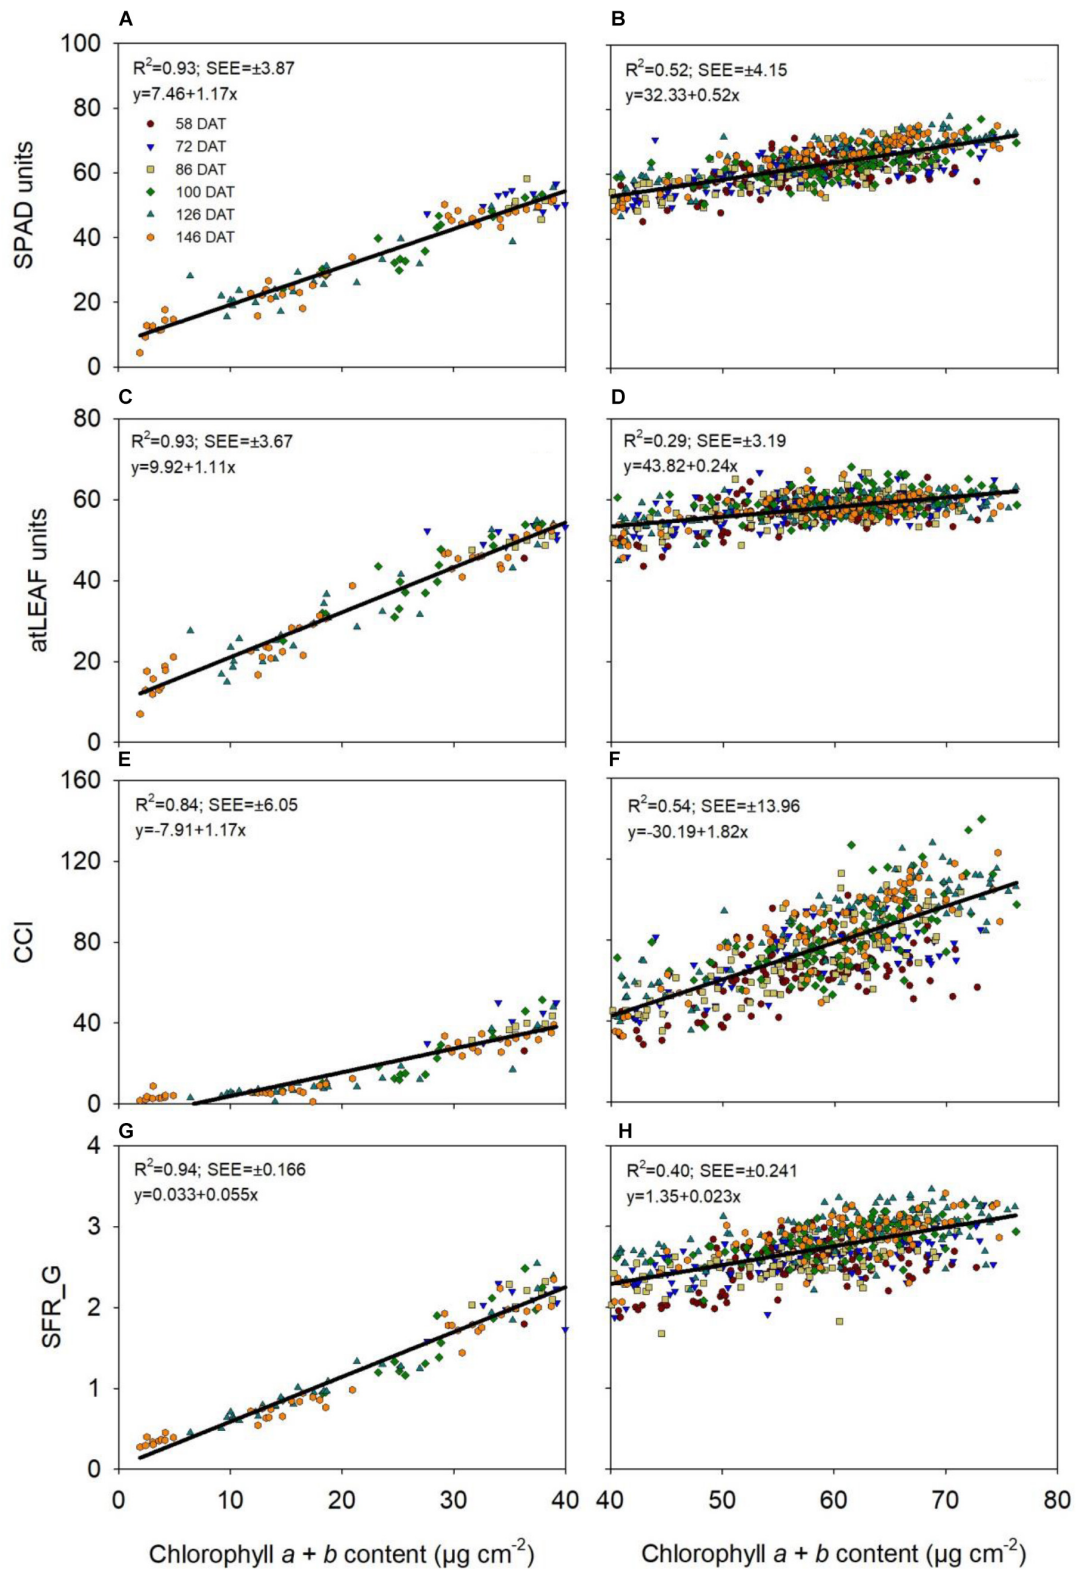 A
B
SPAD units
100
80
60
40
20
0
R²=0.93; SEE=±3.87
y=7.46+1.17x
58 DAT
72 DAT
86 DAT
100 DAT
126 DAT
146 DAT
R²=0.52; SEE=±4.15
y=32.33+0.52x
C
D
atLEAF units
80
60
40
20
0
R²=0.93; SEE=±3.67
y=9.92+1.11x
R²=0.29; SEE=±3.19
y=43.82+0.24x
E
F
CCI
160
120
80
40
0
R²=0.84; SEE=±6.05
y=-7.91+1.17x
R²=0.54; SEE=±13.96
y=-30.19+1.82x
G
H
SFR_G
4
3
2
1
0
R²=0.94; SEE=±0.166
y=0.033+0.055x
R²=0.40; SEE=±0.241
y=1.35+0.023x
0 10 20 30 40
40 50 60 70 80
Chlorophyll a + b content (µg cm⁻²)
Chlorophyll a + b content (µg cm⁻²)